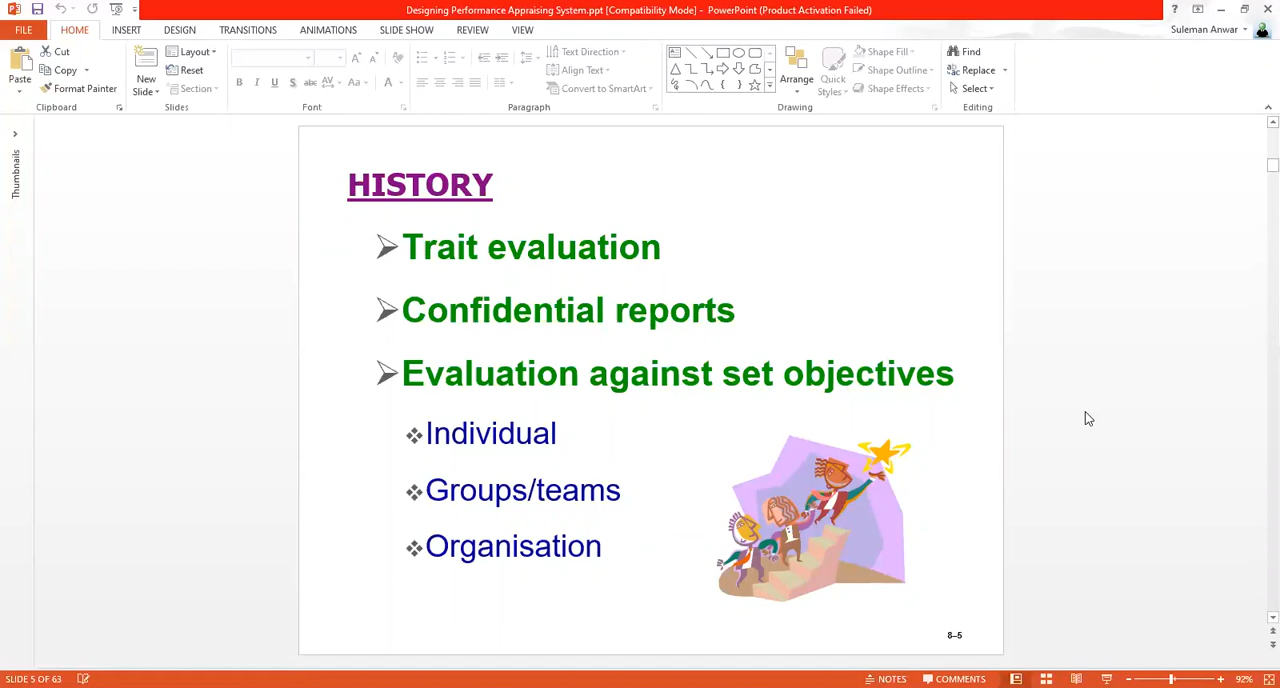 Designing Performance Appraising System.ppt [Compatibility Mode] - PowerPoint (Product Activation Failed)
FILE HOME INSERT DESIGN TRANSITIONS ANIMATIONS SLIDE SHOW REVIEW VIEW Suleman Anwar
Paste
Cut
Copy
Format Painter
Clipboard
New Slide
Layout
Reset
Section
Slides
B I U S abc AV Aa A
Font
Text Direction
Align Text
Convert to SmartArt
Paragraph
Arrange
Quick Styles
Shape Fill
Shape Outline
Shape Effects
Drawing
Find
Replace
Select
Editing
Thumbnails
HISTORY
Trait evaluation
Confidential reports
Evaluation against set objectives
Individual
Groups/teams
Organisation
8–5
SLIDE 5 OF 63 NOTES COMMENTS 92%